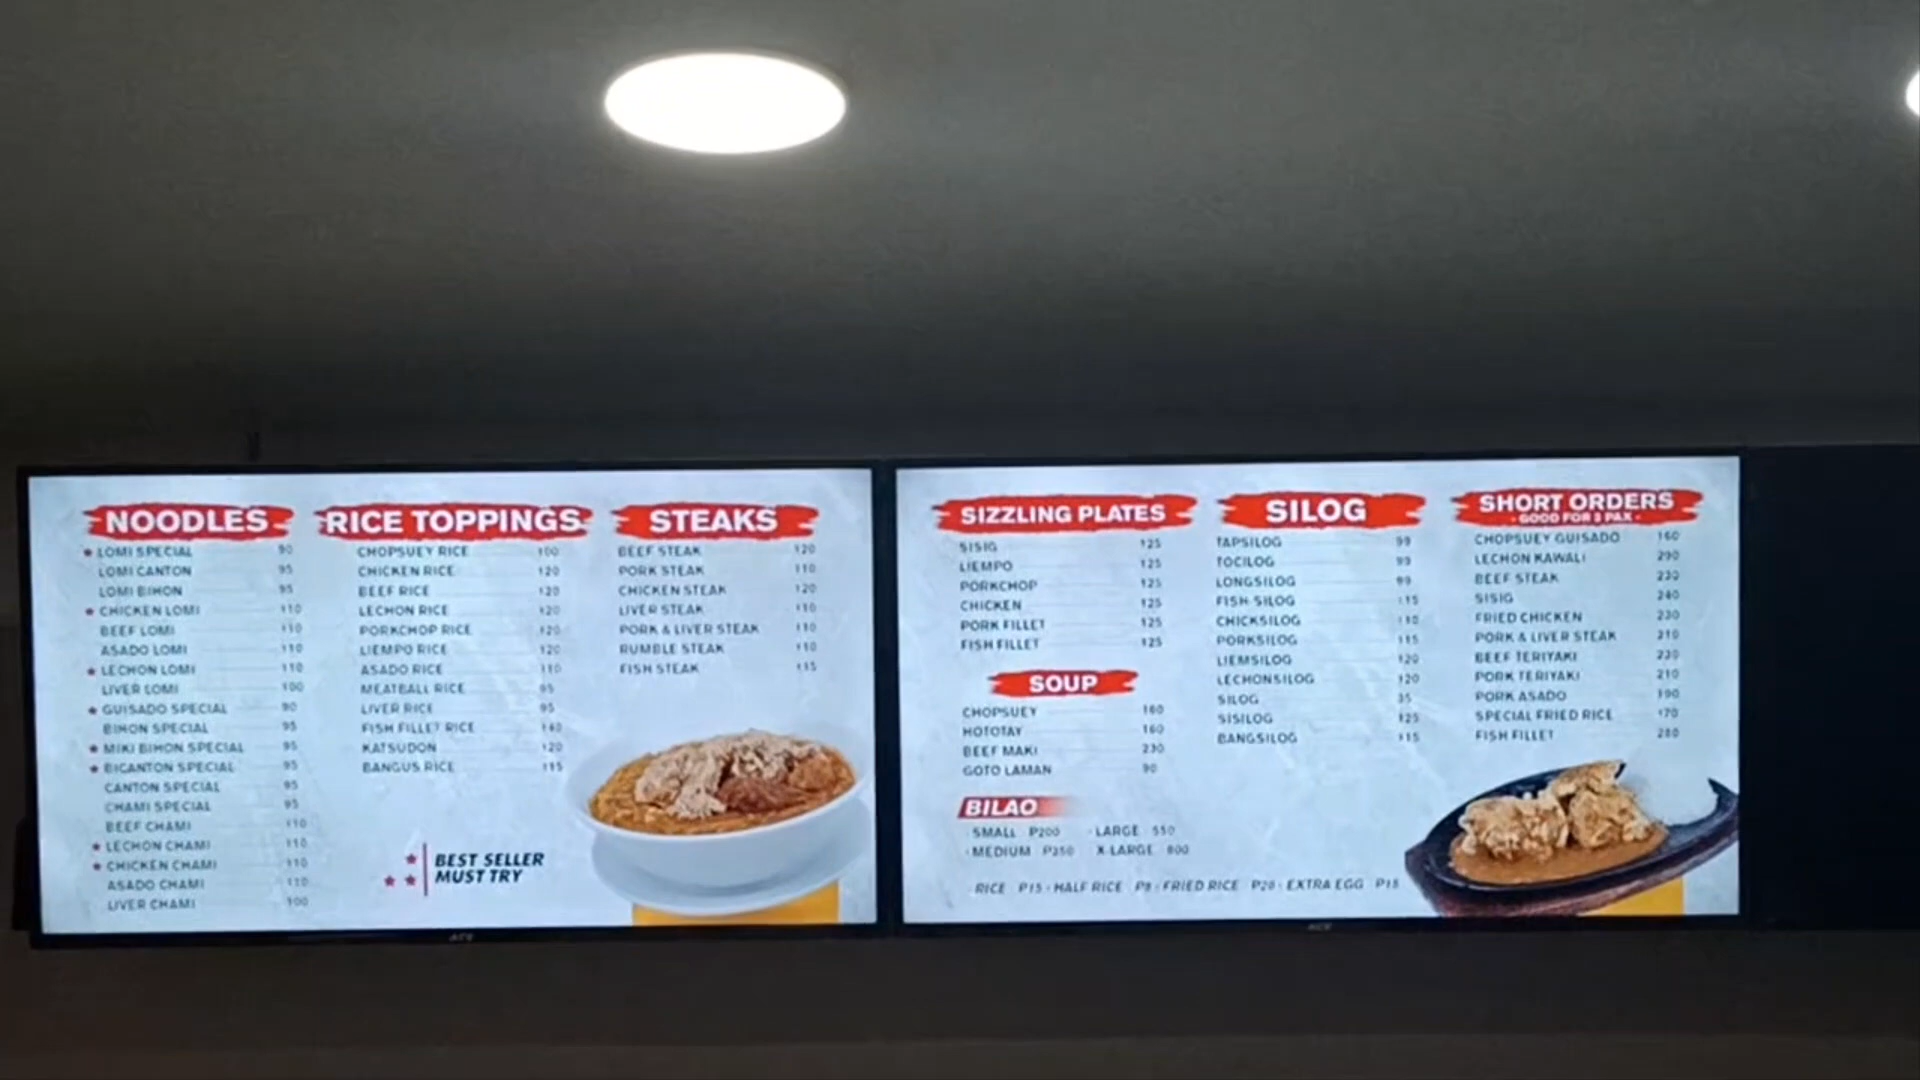 NOODLES
LOMI SPECIAL 90
LOMI CANTON 95
LOMI BIHON 95
CHICKEN LOMI 110
BEEF LOMI 110
ASADO LOMI 110
LECHON LOMI 110
LIVER LOMI 100
GUISADO SPECIAL 90
BIHON SPECIAL 95
MIKI BIHON SPECIAL 95
BICANTON SPECIAL 95
CANTON SPECIAL 95
CHAMI SPECIAL 95
BEEF CHAMI 110
LECHON CHAMI 110
CHICKEN CHAMI 110
ASADO CHAMI 110
LIVER CHAMI 100
RICE TOPPINGS
CHOPSUEY RICE 100
CHICKEN RICE 120
BEEF RICE 120
LECHON RICE 120
PORKCHOP RICE 120
LIEMPO RICE 120
ASADO RICE 110
MEATBALL RICE 95
LIVER RICE 95
FISH FILLET RICE 140
KATSUDON 120
BANGUS RICE 115
BEST SELLER
MUST TRY
STEAKS
BEEF STEAK 120
PORK STEAK 110
CHICKEN STEAK 120
LIVER STEAK 110
PORK & LIVER STEAK 110
RUMBLE STEAK 110
FISH STEAK 115
SIZZLING PLATES
SISIG 125
LIEMPO 125
PORKCHOP 125
CHICKEN 125
PORK FILLET 125
FISH FILLET 125
SOUP
CHOPSUEY 160
HOTOTAY 160
BEEF MAKI 230
GOTO LAMAN 90
BILAO
SMALL P200 LARGE 550
MEDIUM P350 X-LARGE 800
RICE P15 - HALF RICE P8 - FRIED RICE P20 - EXTRA EGG P15
SILOG
TAPSILOG 99
TOCILOG 99
LONGSILOG 99
FISH SILOG 115
CHICKSILOG 110
PORKSILOG 115
LIEMSILOG 120
LECHONSILOG 120
SILOG 35
SISILOG 125
BANGSILOG 115
SHORT ORDERS
- GOOD FOR 3 PAX -
CHOPSUEY GUISADO 160
LECHON KAWALI 290
BEEF STEAK 230
SISIG 240
FRIED CHICKEN 230
PORK & LIVER STEAK 210
BEEF TERIYAKI 220
PORK TERIYAKI 210
PORK ASADO 190
SPECIAL FRIED RICE 170
FISH FILLET 280